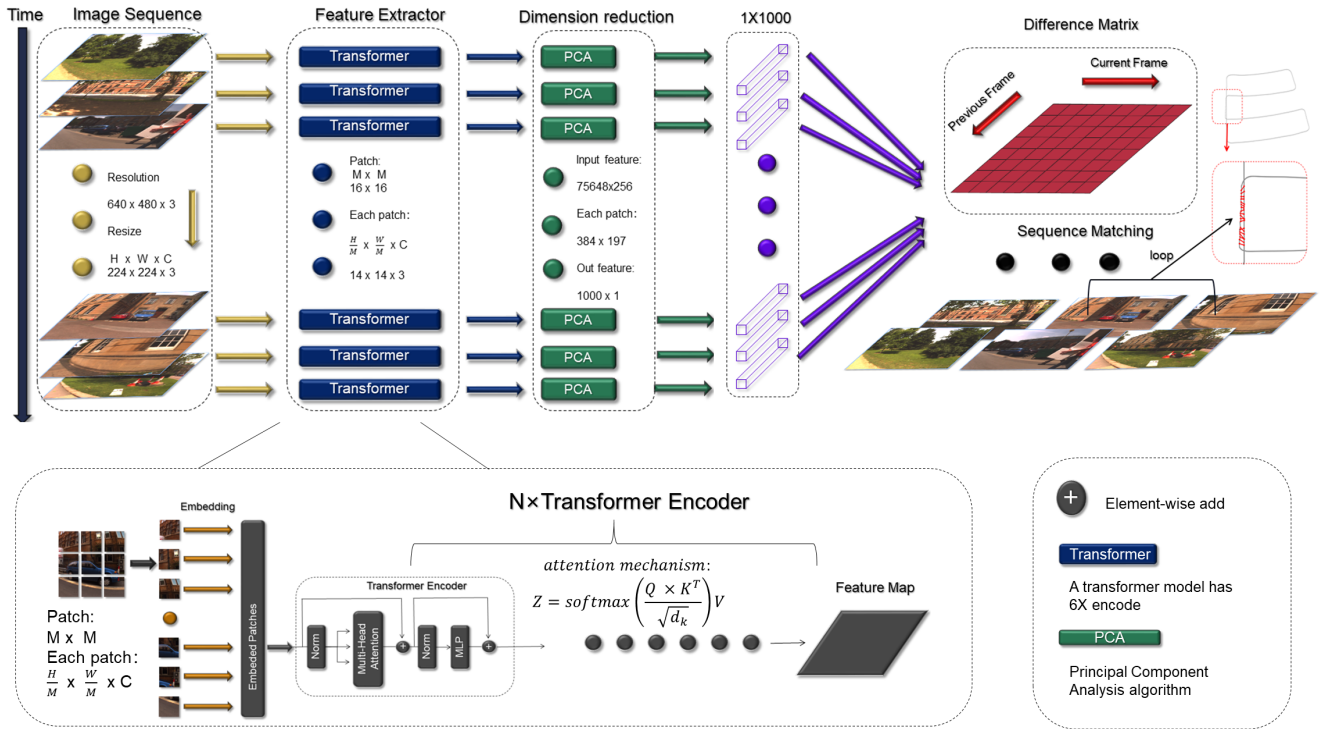 Time
Image Sequence
Feature Extractor
Dimension reduction
1X1000
Difference Matrix
Transformer
PCA
Transformer
PCA
Transformer
PCA
Current Frame
Previous Frame
Resolution
640 x 480 x 3
Resize
H x W x C
224 x 224 x 3
Patch:
M x M
16 x 16
Each patch:
H/M x W/M x C
14 x 14 x 3
Input feature:
75648x256
Each patch:
384 x 197
Out feature:
1000 x 1
Sequence Matching
loop
Transformer
PCA
Transformer
PCA
Transformer
PCA
N×Transformer Encoder
Embedding
Patch:
M x M
Each patch:
H/M x W/M x C
Embeded Patches
Transformer Encoder
Norm
Multi-Head
Attention
+
Norm
MLP
+
attention mechanism:
Z = softmax(Q × K^T / √d_k)V
Feature Map
+
Element-wise add
Transformer
A transformer model has
6X encode
PCA
Principal Component
Analysis algorithm